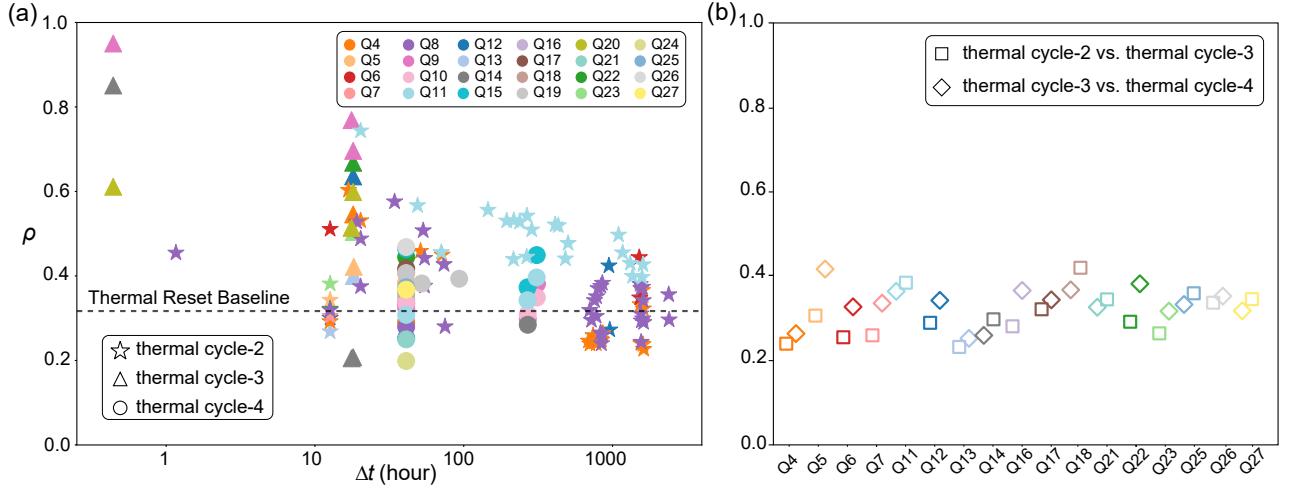 (a)
1.0
0.8
0.6
0.4
0.2
0.0
ρ
Q4 Q8 Q12 Q16 Q20 Q24
Q5 Q9 Q13 Q17 Q21 Q25
Q6 Q10 Q14 Q18 Q22 Q26
Q7 Q11 Q15 Q19 Q23 Q27
Thermal Reset Baseline
thermal cycle-2
thermal cycle-3
thermal cycle-4
1 10 100 1000
Δt (hour)
(b)
1.0
0.8
0.6
0.4
0.2
0.0
thermal cycle-2 vs. thermal cycle-3
thermal cycle-3 vs. thermal cycle-4
Q4 Q5 Q6 Q7 Q11 Q12 Q13 Q14 Q16 Q17 Q18 Q21 Q22 Q23 Q25 Q26 Q27